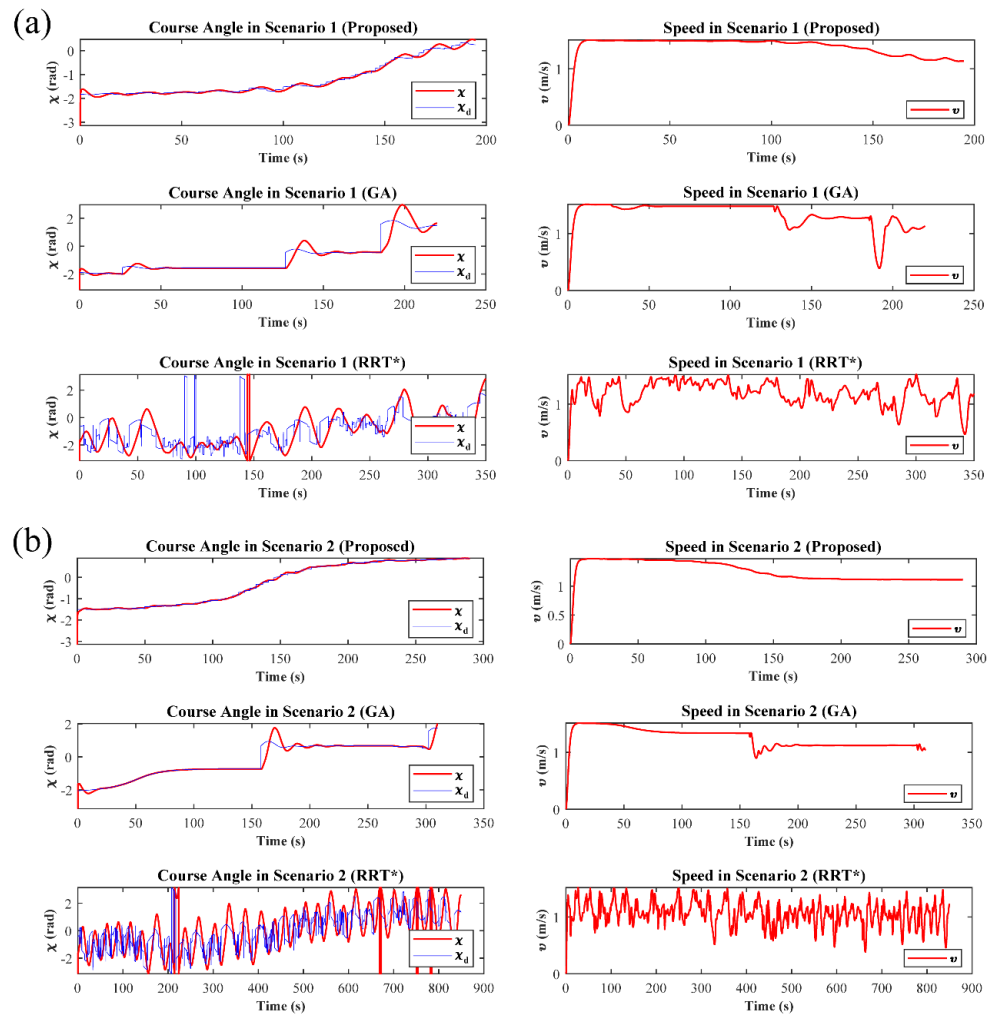 (a)
Course Angle in Scenario 1 (Proposed)
χ (rad)
0
-1
-2
-3
χ
χd
0 50 100 150 200
Time (s)
Speed in Scenario 1 (Proposed)
υ (m/s)
1
0
υ
0 50 100 150 200
Time (s)
Course Angle in Scenario 1 (GA)
χ (rad)
2
0
-2
χ
χd
0 50 100 150 200 250
Time (s)
Speed in Scenario 1 (GA)
υ (m/s)
1
0
υ
0 50 100 150 200 250
Time (s)
Course Angle in Scenario 1 (RRT*)
χ (rad)
2
0
-2
χ
χd
0 50 100 150 200 250 300 350
Time (s)
Speed in Scenario 1 (RRT*)
υ (m/s)
1
0
υ
0 50 100 150 200 250 300 350
Time (s)
(b)
Course Angle in Scenario 2 (Proposed)
χ (rad)
0
-1
-2
-3
χ
χd
0 50 100 150 200 250 300
Time (s)
Speed in Scenario 2 (Proposed)
υ (m/s)
1
0.5
0
υ
0 50 100 150 200 250 300
Time (s)
Course Angle in Scenario 2 (GA)
χ (rad)
2
0
-2
χ
χd
0 50 100 150 200 250 300 350
Time (s)
Speed in Scenario 2 (GA)
υ (m/s)
1
0
υ
0 50 100 150 200 250 300 350
Time (s)
Course Angle in Scenario 2 (RRT*)
χ (rad)
2
0
-2
χ
χd
0 100 200 300 400 500 600 700 800 900
Time (s)
Speed in Scenario 2 (RRT*)
υ (m/s)
1
0
υ
0 100 200 300 400 500 600 700 800 900
Time (s)